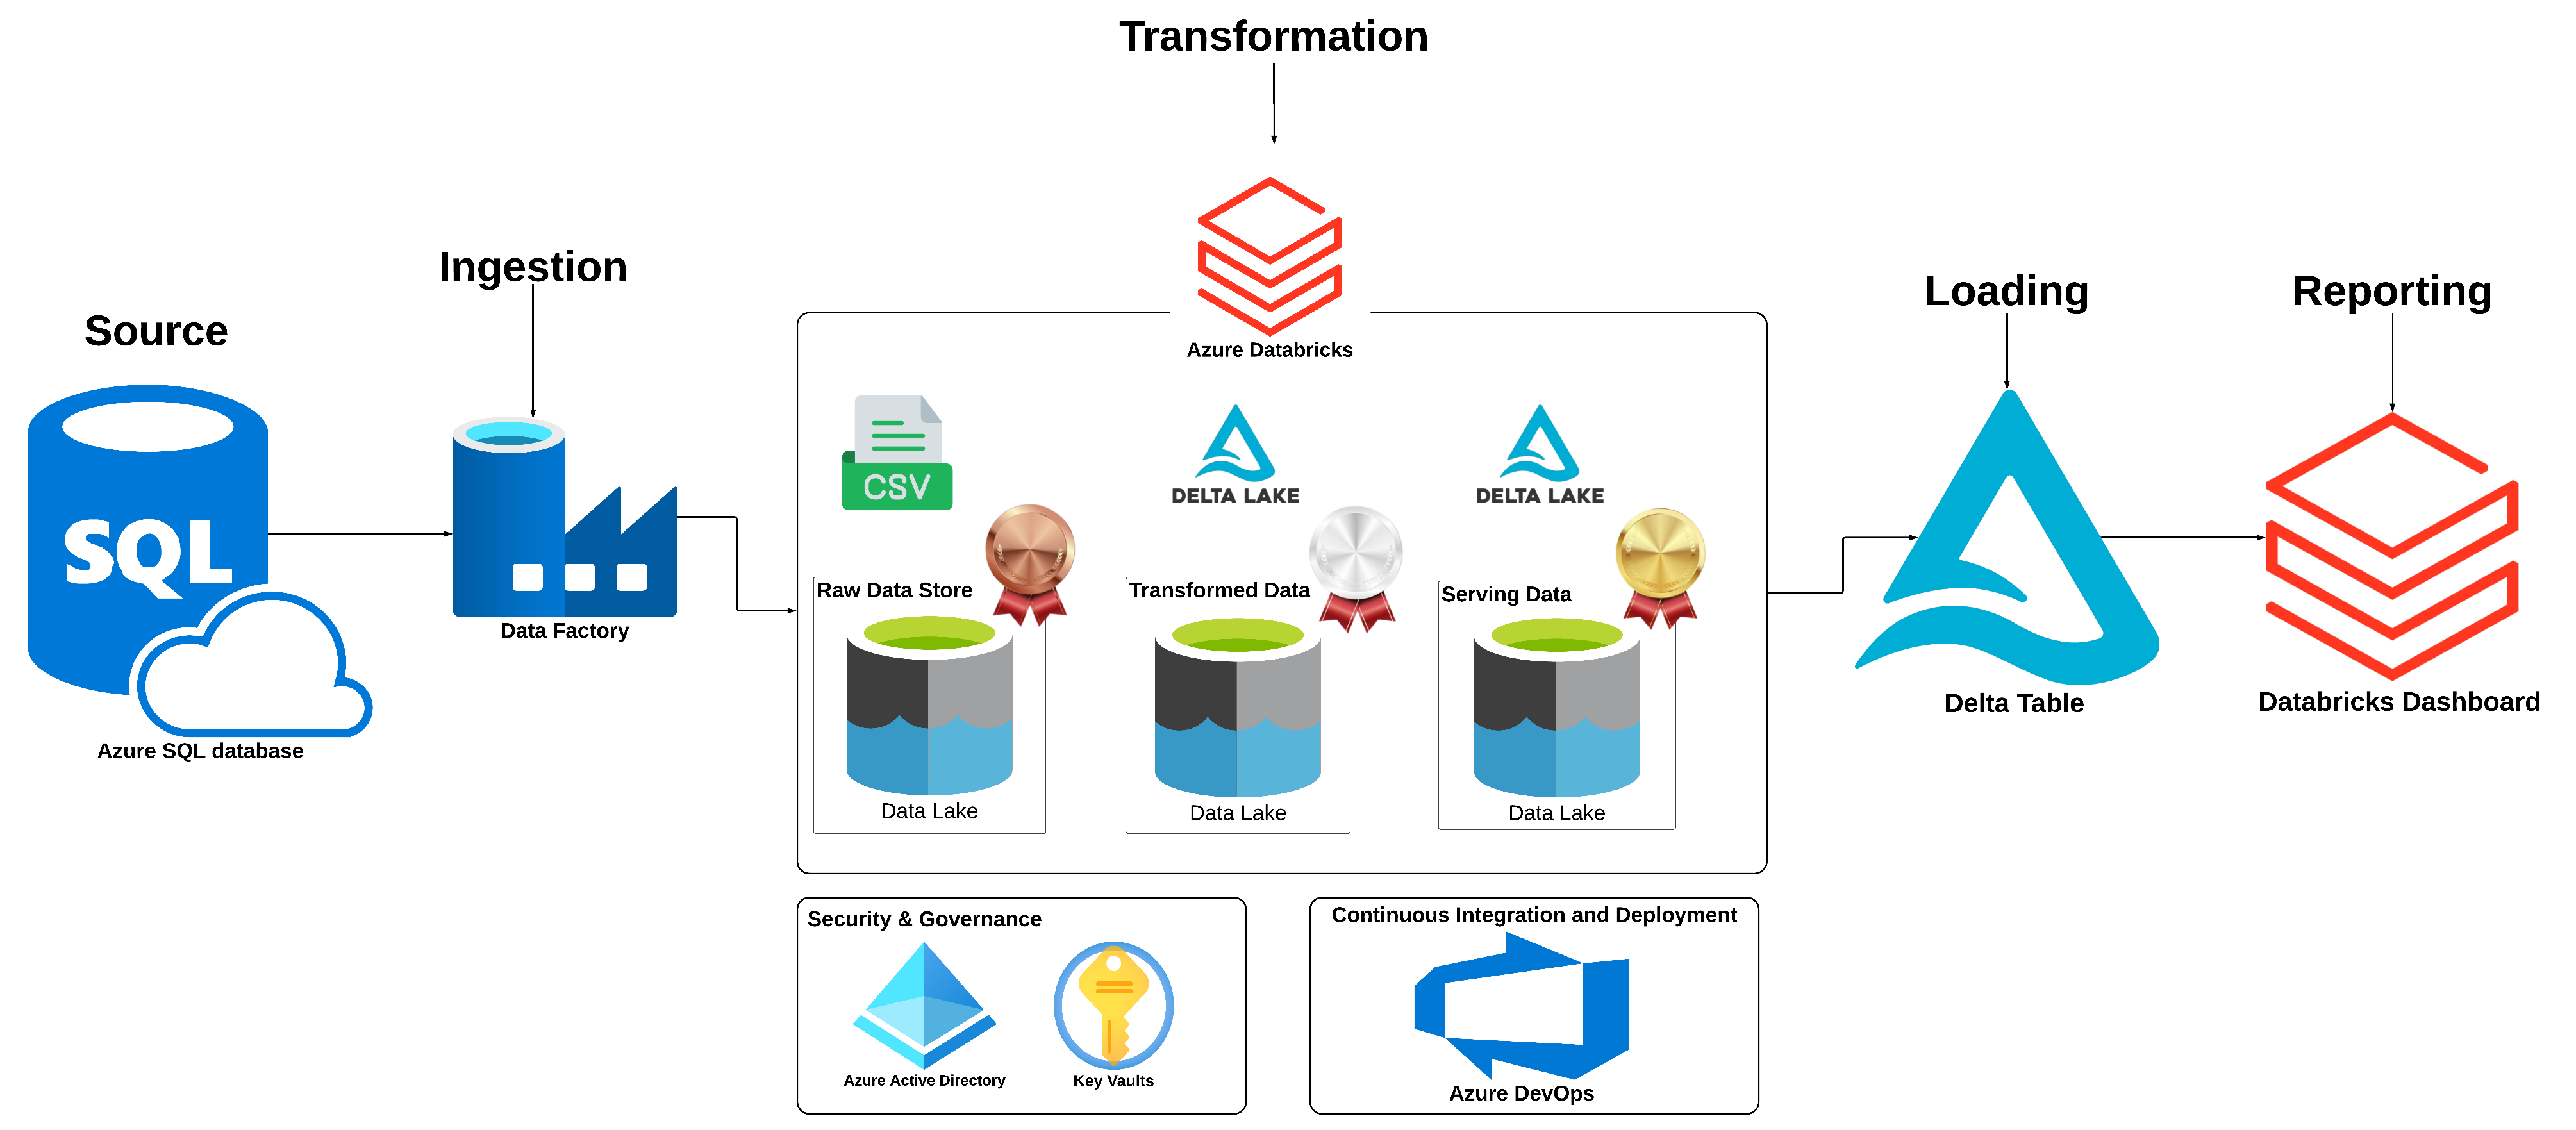 Transformation
Ingestion
Source
Loading
Reporting
Azure Databricks
CSV
DELTA LAKE
DELTA LAKE
SQL
Raw Data Store
Transformed Data
Serving Data
Data Factory
Data Lake
Data Lake
Data Lake
Azure SQL database
Delta Table
Databricks Dashboard
Security & Governance
Azure Active Directory
Key Vaults
Continuous Integration and Deployment
Azure DevOps